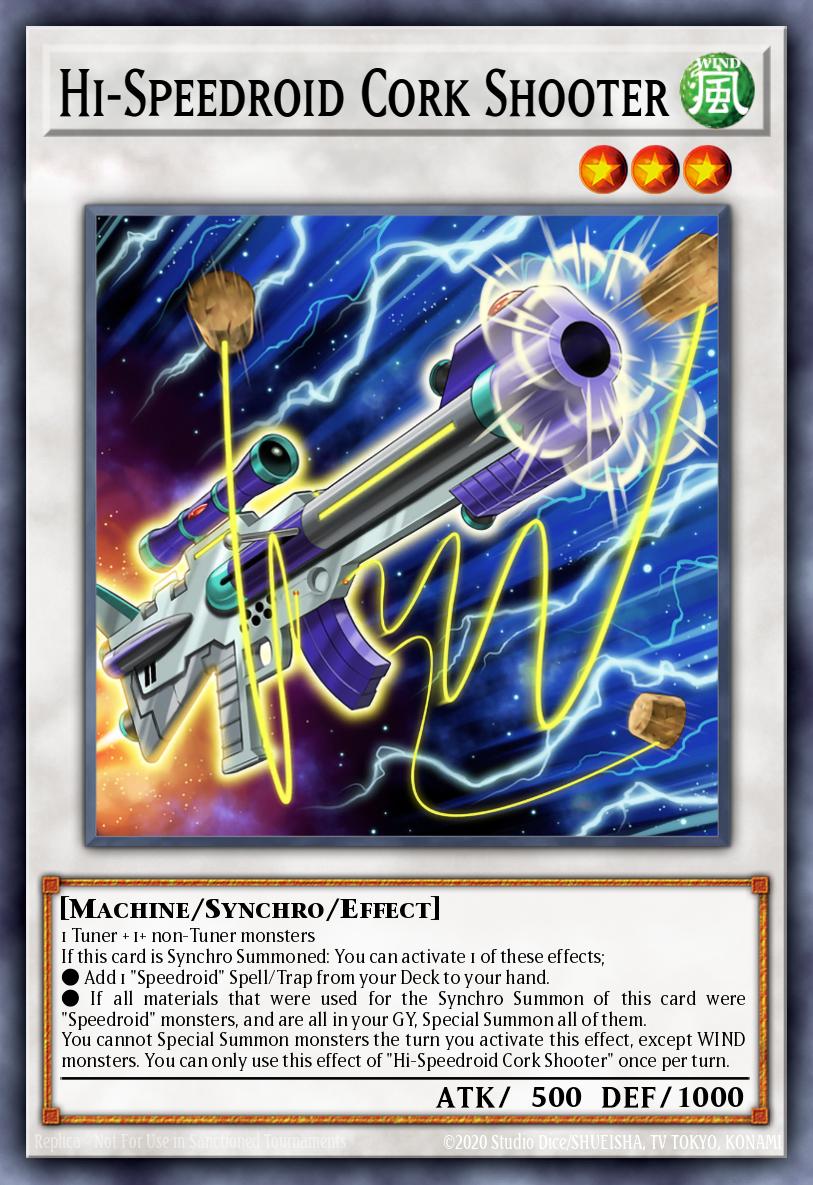 Hi-Speedroid Cork Shooter
WIND
風
[Machine/Synchro/Effect]
1 Tuner + 1+ non-Tuner monsters
If this card is Synchro Summoned: You can activate 1 of these effects;
● Add 1 "Speedroid" Spell/Trap from your Deck to your hand.
● If all materials that were used for the Synchro Summon of this card were
"Speedroid" monsters, and are all in your GY, Special Summon all of them.
You cannot Special Summon monsters the turn you activate this effect, except WIND
monsters. You can only use this effect of "Hi-Speedroid Cork Shooter" once per turn.
ATK/ 500 DEF/1000
Replica - Not For Use in Sanctioned Tournaments
©2020 Studio Dice/SHUEISHA, TV TOKYO, KONAMI